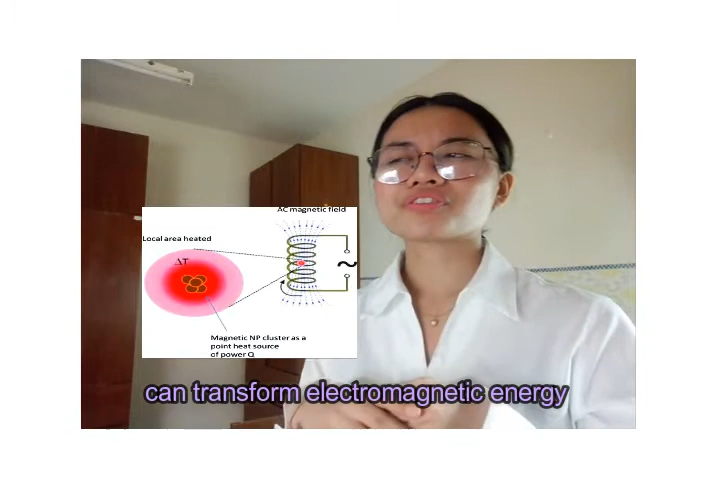 AC magnetic field
Local area heated
ΔT
~
Magnetic NP cluster as a
point heat source
of power Q
can transform electromagnetic energy